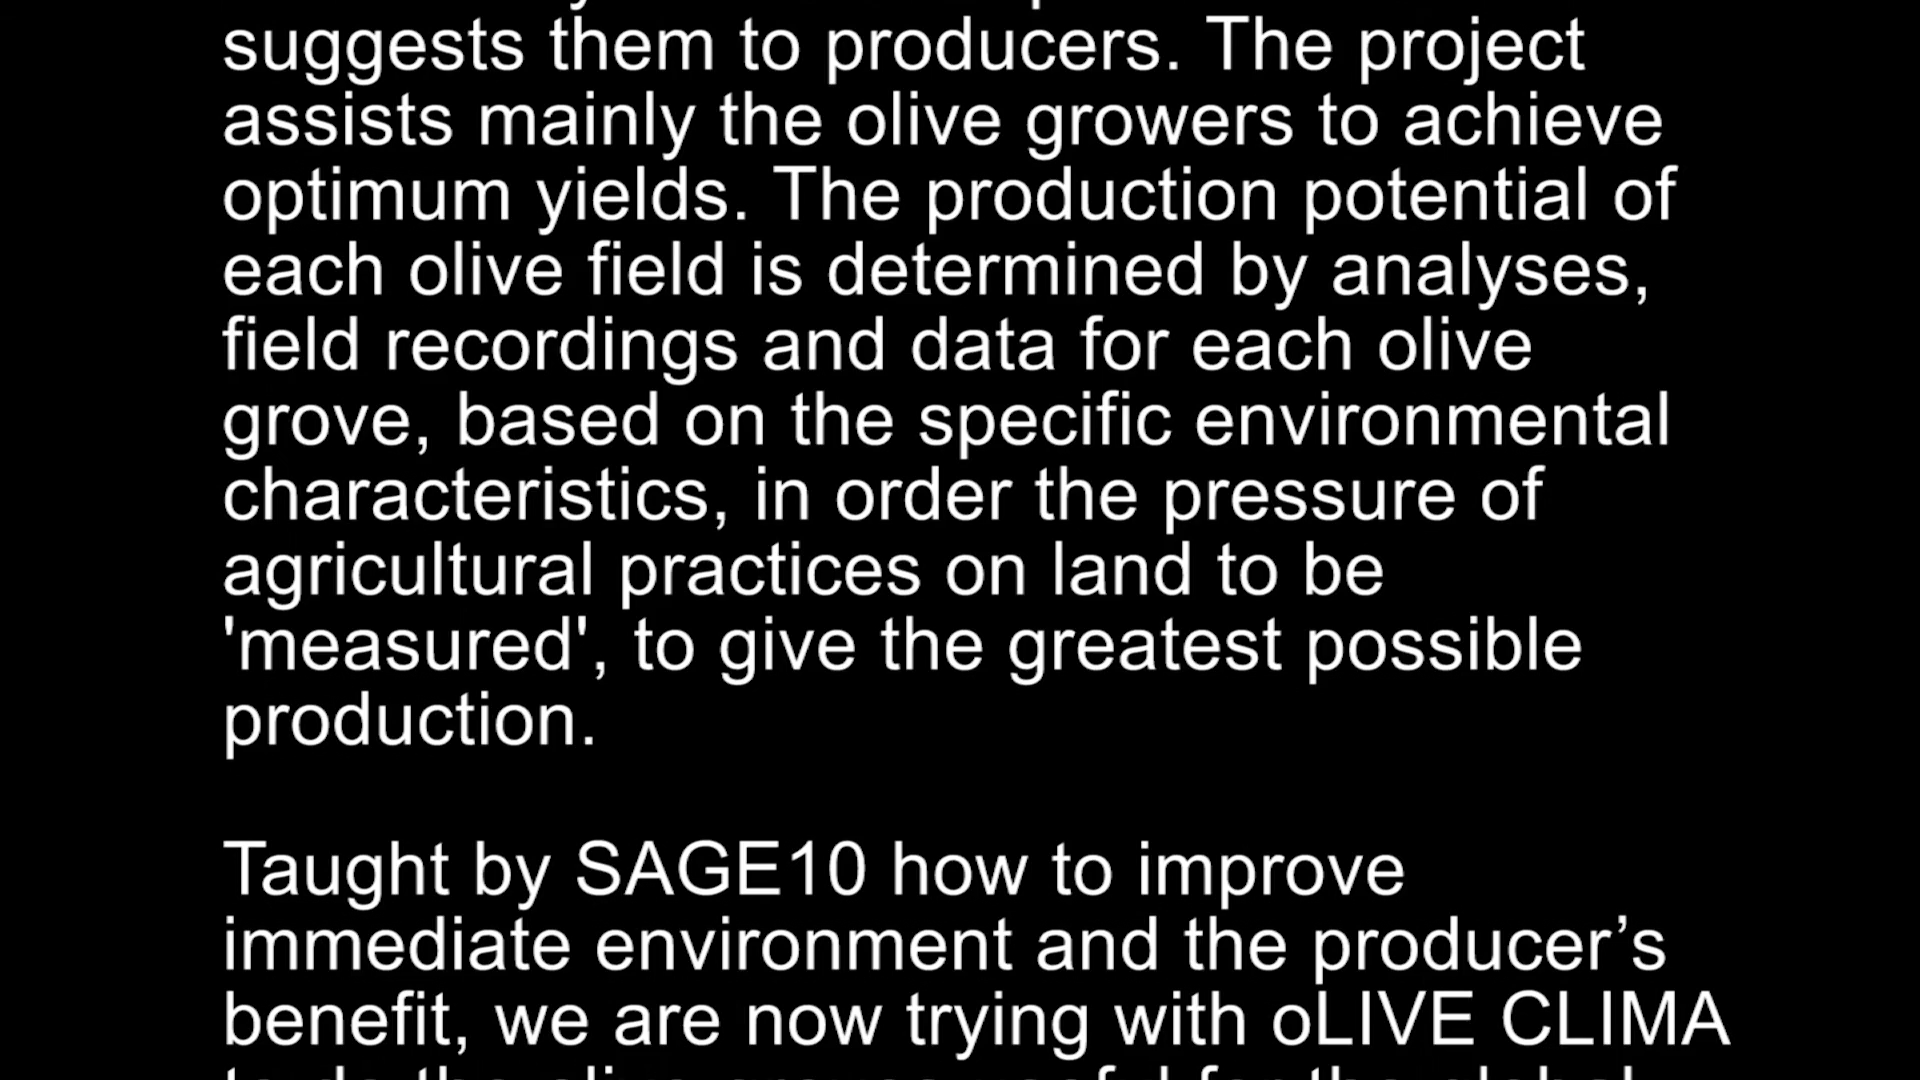 suggests them to producers. The project
assists mainly the olive growers to achieve
optimum yields. The production potential of
each olive field is determined by analyses,
field recordings and data for each olive
grove, based on the specific environmental
characteristics, in order the pressure of
agricultural practices on land to be
'measured', to give the greatest possible
production.
Taught by SAGE10 how to improve
immediate environment and the producer’s
benefit, we are now trying with oLIVE CLIMA